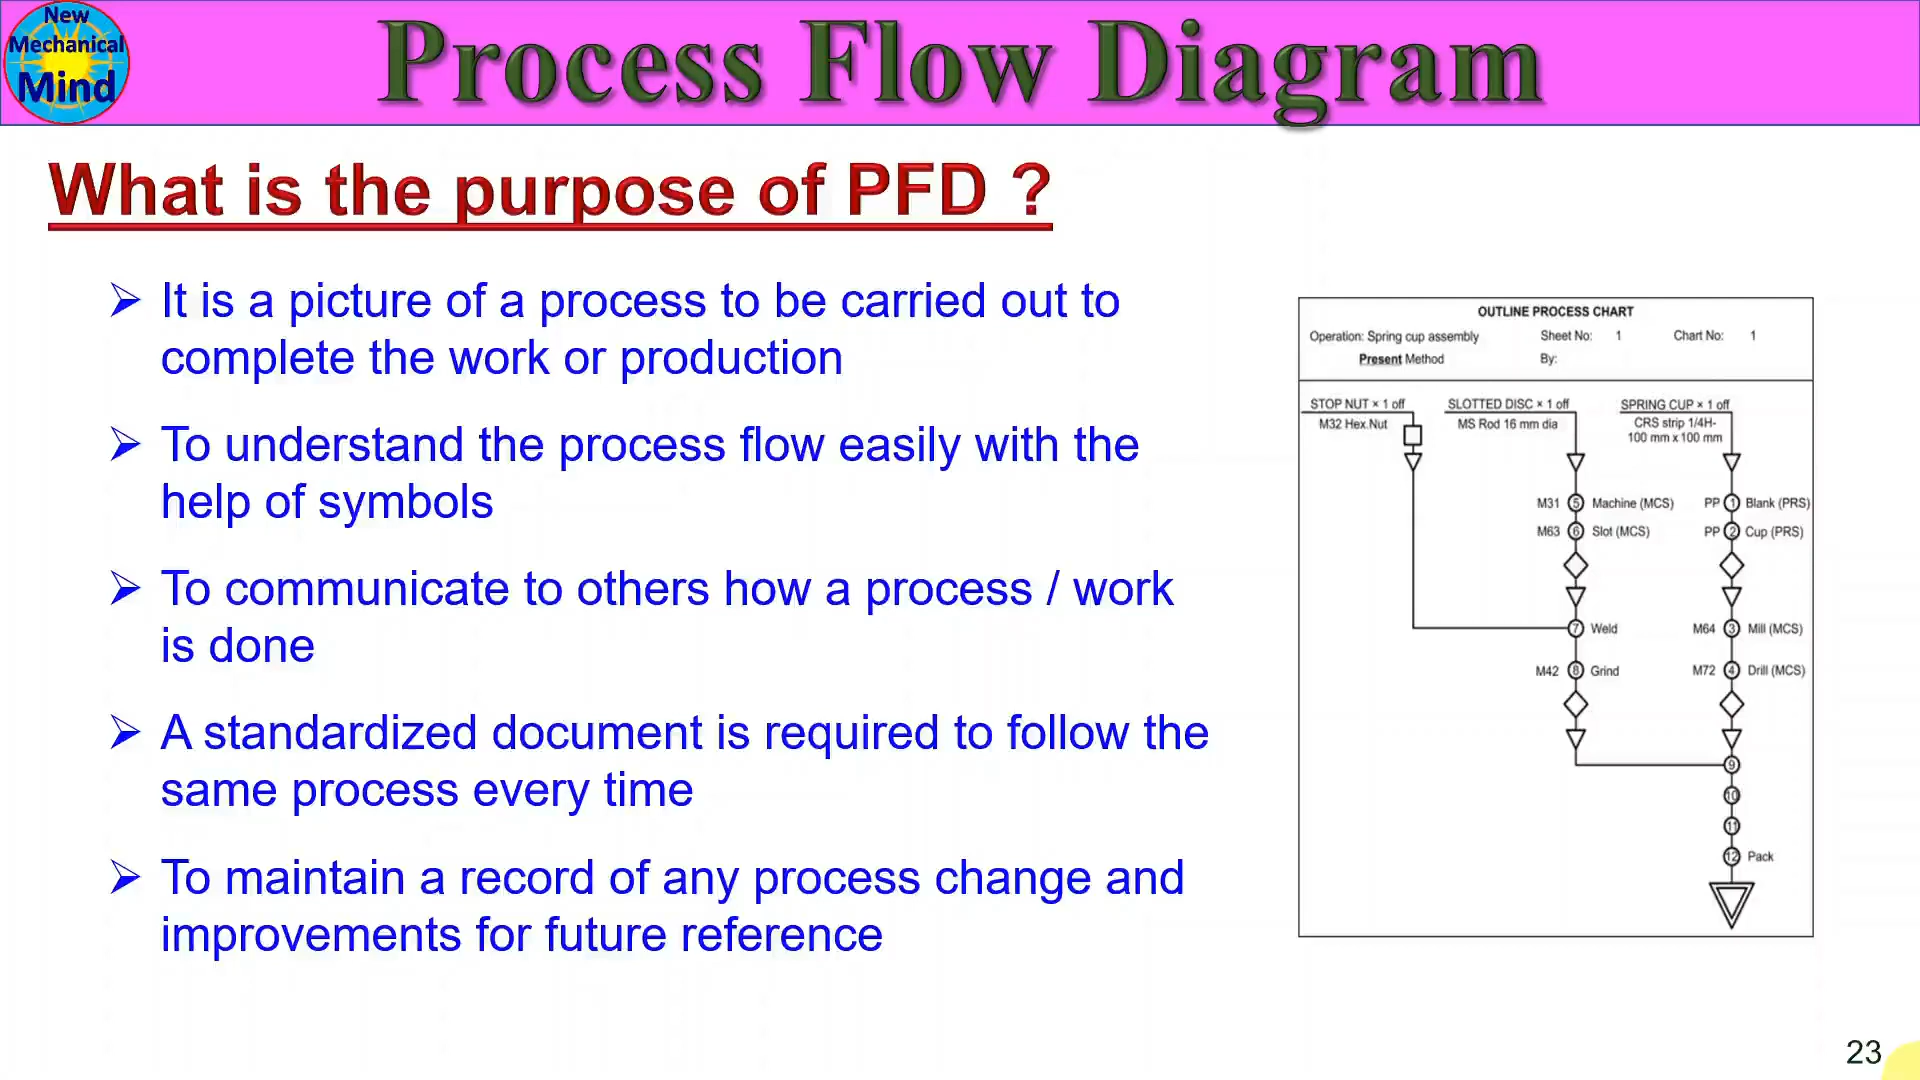 New
Mechanical
Mind
Process Flow Diagram
What is the purpose of PFD ?
➢ It is a picture of a process to be carried out to
complete the work or production
➢ To understand the process flow easily with the
help of symbols
➢ To communicate to others how a process / work
is done
➢ A standardized document is required to follow the
same process every time
➢ To maintain a record of any process change and
improvements for future reference
OUTLINE PROCESS CHART
Operation: Spring cup assembly Sheet No: 1 Chart No: 1
Present Method By:
STOP NUT × 1 off SLOTTED DISC × 1 off SPRING CUP × 1 off
M32 Hex.Nut MS Rod 16 mm dia CRS strip 1/4H-
100 mm x 100 mm
M31 5 Machine (MCS) PP 1 Blank (PRS)
M63 6 Slot (MCS) PP 2 Cup (PRS)
7 Weld M64 3 Mill (MCS)
M42 8 Grind M72 4 Drill (MCS)
9
10
11
12 Pack
23